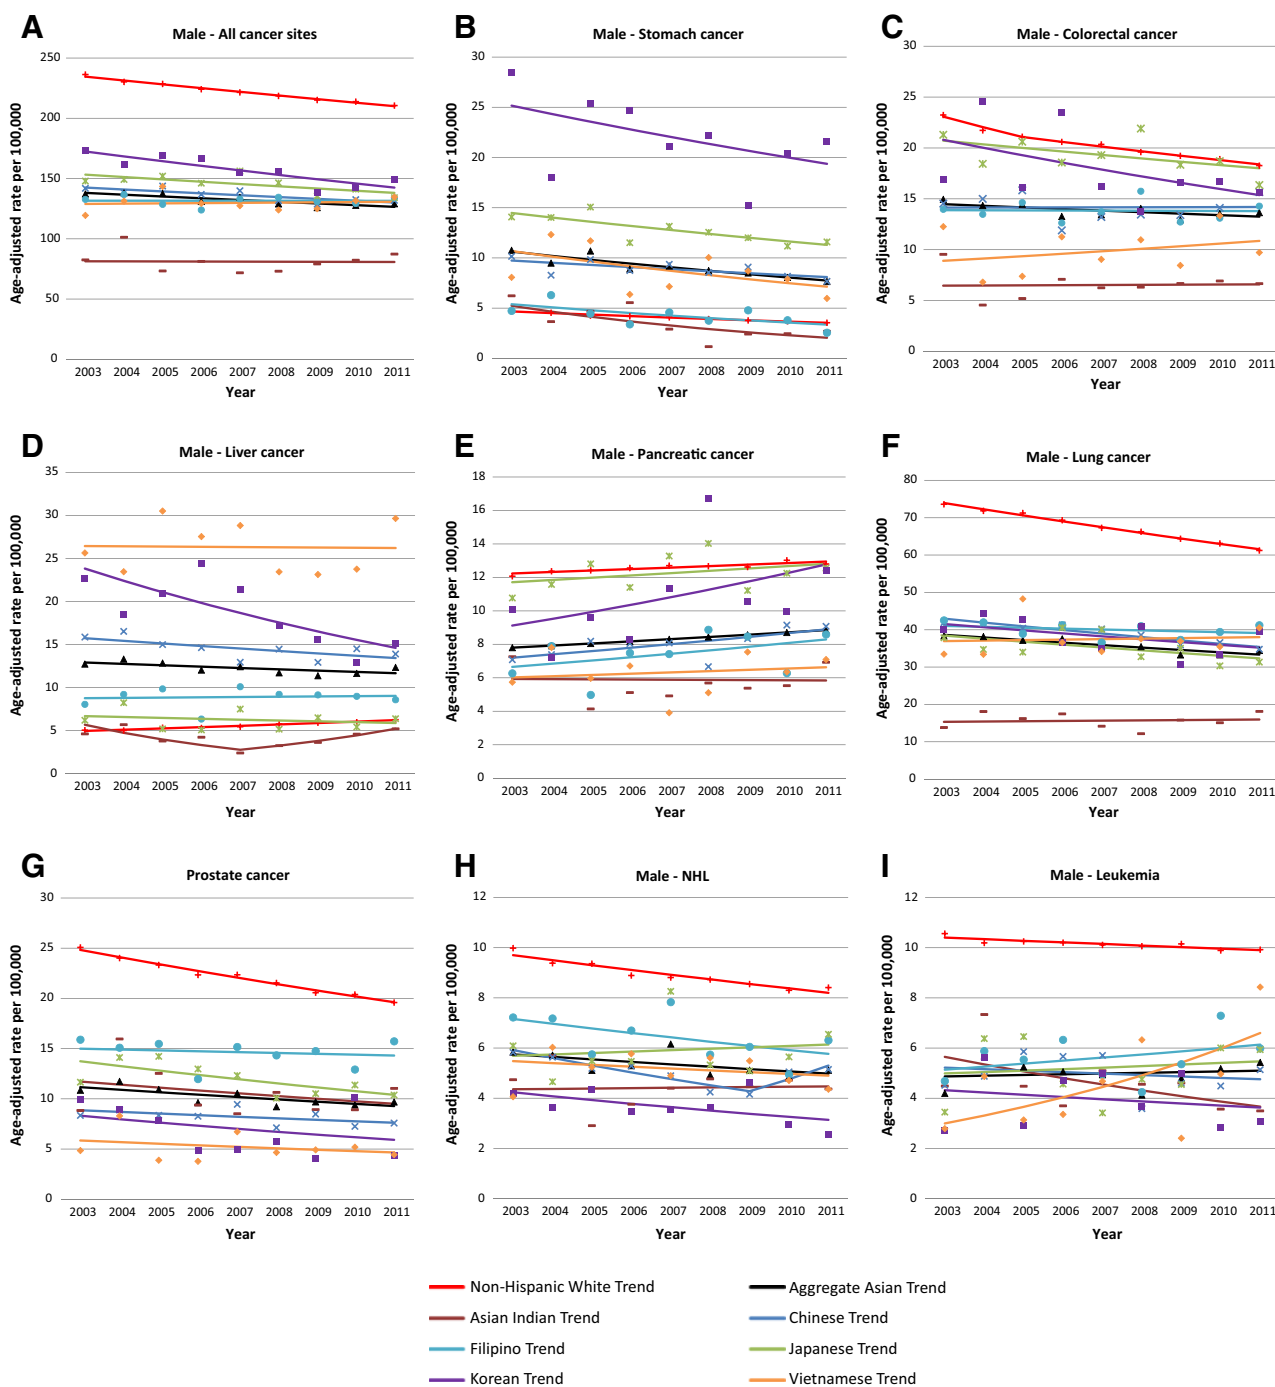 A
Male - All cancer sites
Age-adjusted rate per 100,000
250
200
150
100
50
0
2003 2004 2005 2006 2007 2008 2009 2010 2011
Year
B
Male - Stomach cancer
Age-adjusted rate per 100,000
30
25
20
15
10
5
0
2003 2004 2005 2006 2007 2008 2009 2010 2011
Year
C
Male - Colorectal cancer
Age-adjusted rate per 100,000
30
25
20
15
10
5
0
2003 2004 2005 2006 2007 2008 2009 2010 2011
Year
D
Male - Liver cancer
Age-adjusted rate per 100,000
35
30
25
20
15
10
5
0
2003 2004 2005 2006 2007 2008 2009 2010 2011
Year
E
Male - Pancreatic cancer
Age-adjusted rate per 100,000
18
16
14
12
10
8
6
4
2
0
2003 2004 2005 2006 2007 2008 2009 2010 2011
Year
F
Male - Lung cancer
Age-adjusted rate per 100,000
80
70
60
50
40
30
20
10
0
2003 2004 2005 2006 2007 2008 2009 2010 2011
Year
G
Prostate cancer
Age-adjusted rate per 100,000
30
25
20
15
10
5
0
2003 2004 2005 2006 2007 2008 2009 2010 2011
Year
H
Male - NHL
Age-adjusted rate per 100,000
12
10
8
6
4
2
0
2003 2004 2005 2006 2007 2008 2009 2010 2011
Year
I
Male - Leukemia
Age-adjusted rate per 100,000
12
10
8
6
4
2
0
2003 2004 2005 2006 2007 2008 2009 2010 2011
Year
Non-Hispanic White Trend
Aggregate Asian Trend
Asian Indian Trend
Chinese Trend
Filipino Trend
Japanese Trend
Korean Trend
Vietnamese Trend